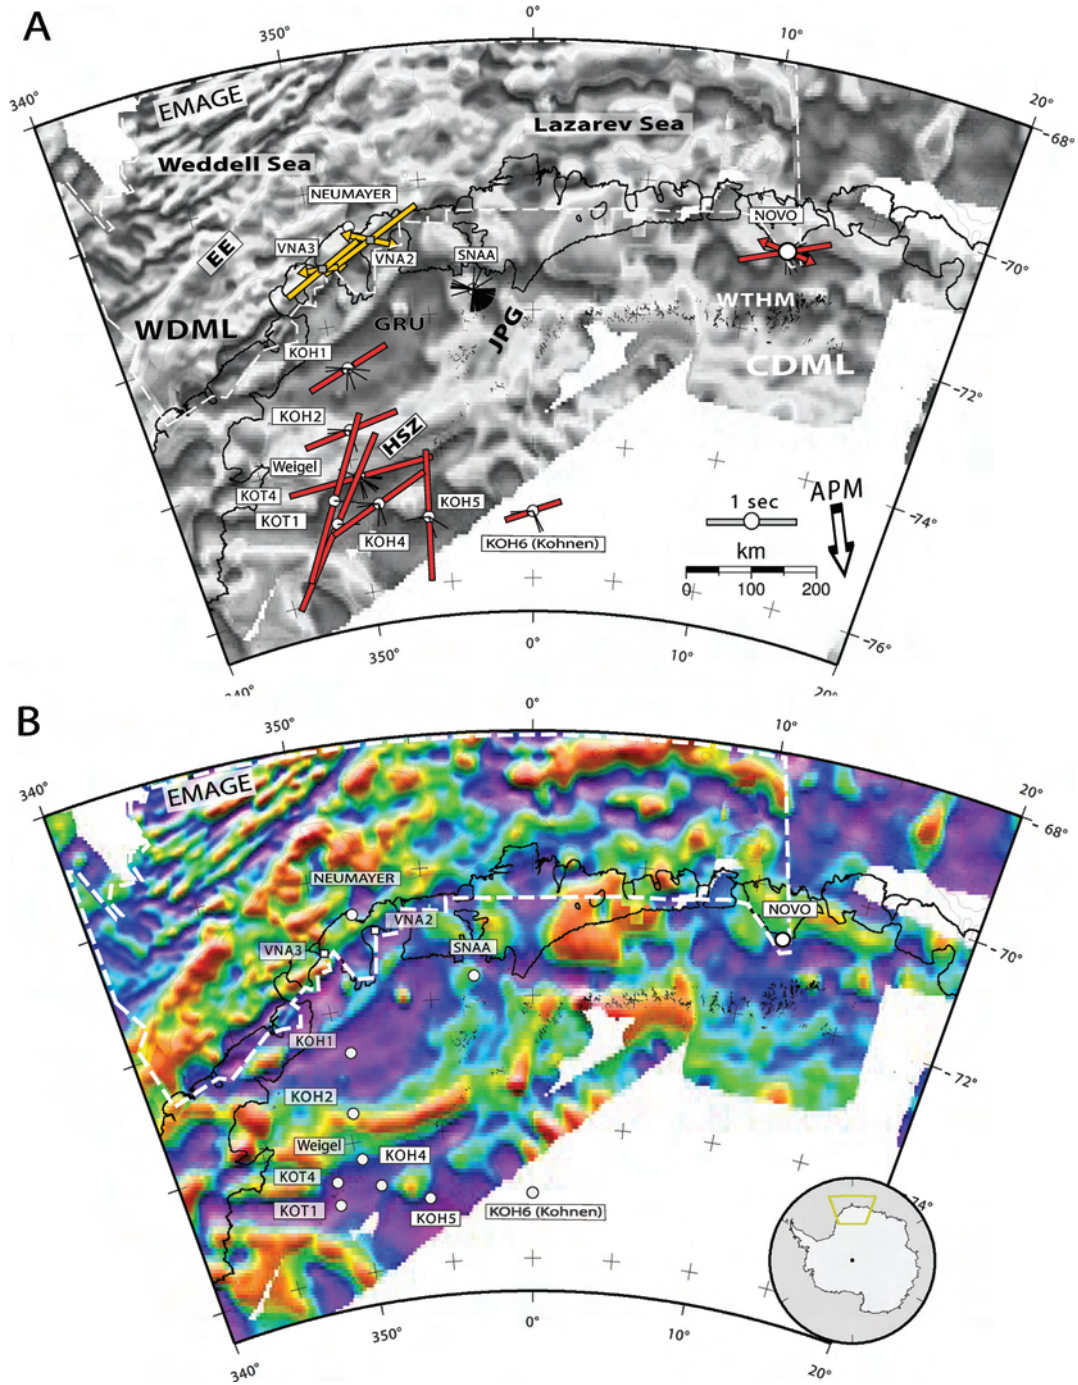 A
0°
350°
10°
340°
20°
EMAGE
-68°
Lazarev Sea
Weddell Sea
NEUMAYER
NOVO
EE
VNA3
VNA2
SNAA
-70°
WTHM
WDML
GRU
JPG
KOH1
CDML
-72°
KOH2
HSZ
Weigel
KOT4
KOH5
1 sec
APM
KOT1
KOH4
KOH6 (Kohnen)
-74°
km
0 100 200
-76°
0°
350°
10°
340°
20°
B
0°
350°
10°
340°
EMAGE
20°
-68°
NEUMAYER
NOVO
VNA2
VNA3
SNAA
-70°
KOH1
-72°
KOH2
Weigel
KOH4
KOT4
-74°
KOT1
KOH5
KOH6 (Kohnen)
0°
350°
10°
340°
20°